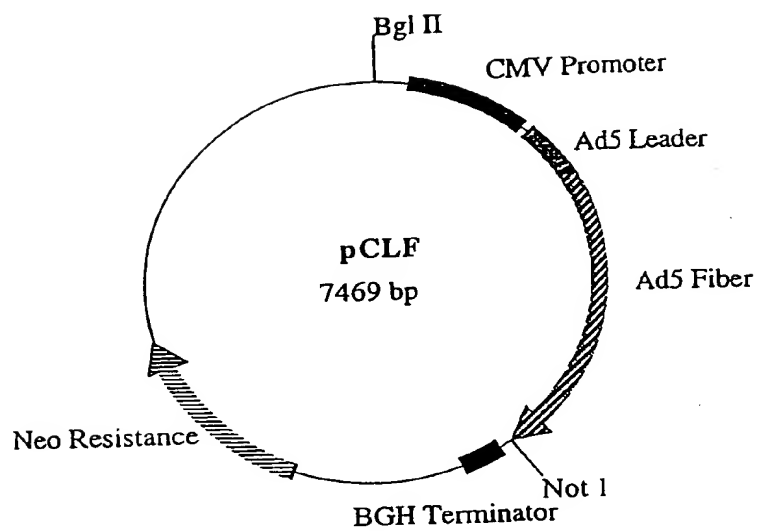 Bgl II
CMV Promoter
Ad5 Leader
pCLF
7469 bp
Ad5 Fiber
Neo Resistance
Not 1
BGH Terminator